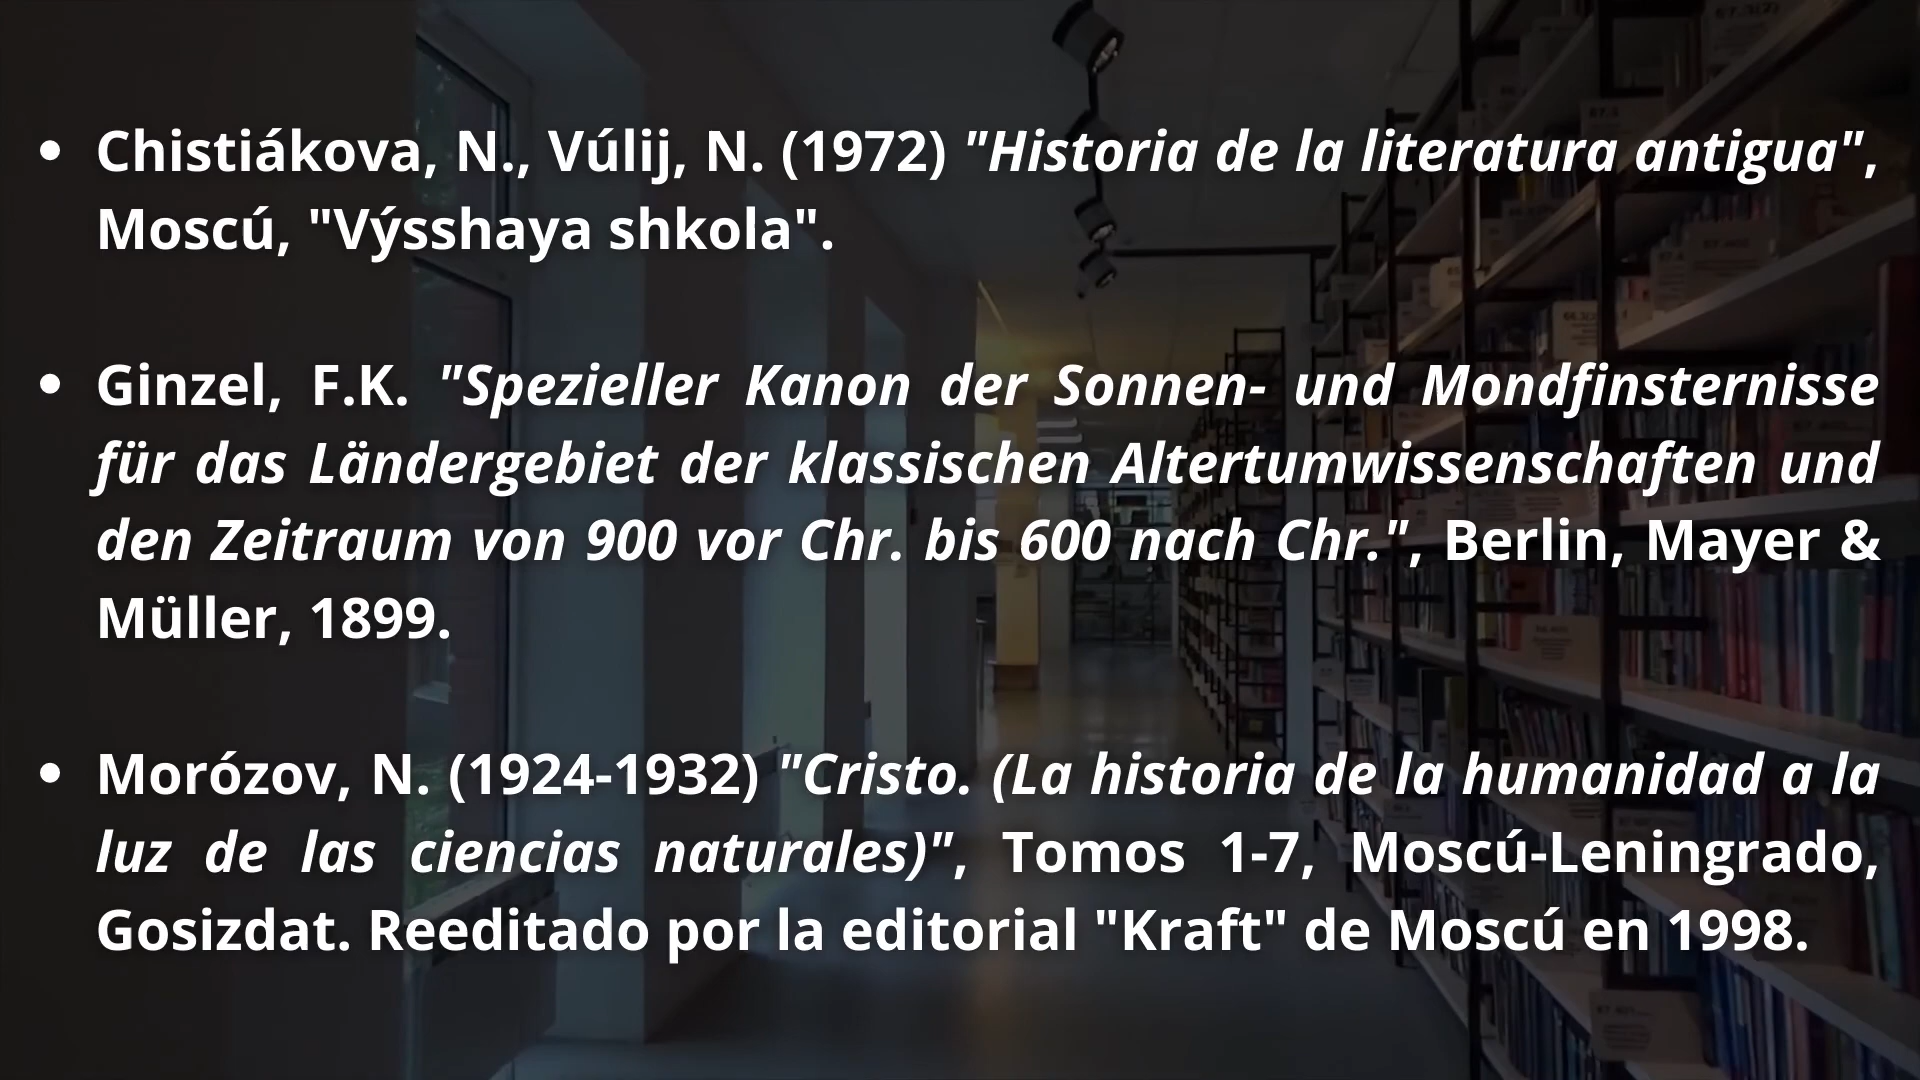 • Chistiákova, N., Vúlij, N. (1972) "Historia de la literatura antigua",
Moscú, "Výsshaya shkola".
• Ginzel, F.K. "Spezieller Kanon der Sonnen- und Mondfinsternisse
für das Ländergebiet der klassischen Altertumwissenschaften und
den Zeitraum von 900 vor Chr. bis 600 nach Chr.", Berlin, Mayer &
Müller, 1899.
• Morózov, N. (1924-1932) "Cristo. (La historia de la humanidad a la
luz de las ciencias naturales)", Tomos 1-7, Moscú-Leningrado,
Gosizdat. Reeditado por la editorial "Kraft" de Moscú en 1998.